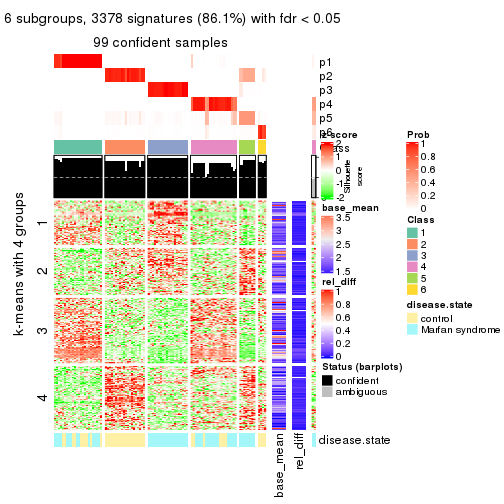 6 subgroups, 3378 signatures (86.1%) with fdr < 0.05
99 confident samples
p1
p2
p3
p4
p5
p6
z-score
2
1
0
-1
-2
Silhouette
score
Prob
1
0.8
0.6
0.4
0.2
0
base_mean
3.5
3
2.5
2
1.5
Class
1
2
3
4
5
6
rel_diff
1
0.8
0.6
0.4
0.2
0
disease.state
control
Marfan syndrome
Status (barplots)
confident
ambiguous
k-means with 4 groups
1
2
3
4
disease.state
base_mean
rel_diff